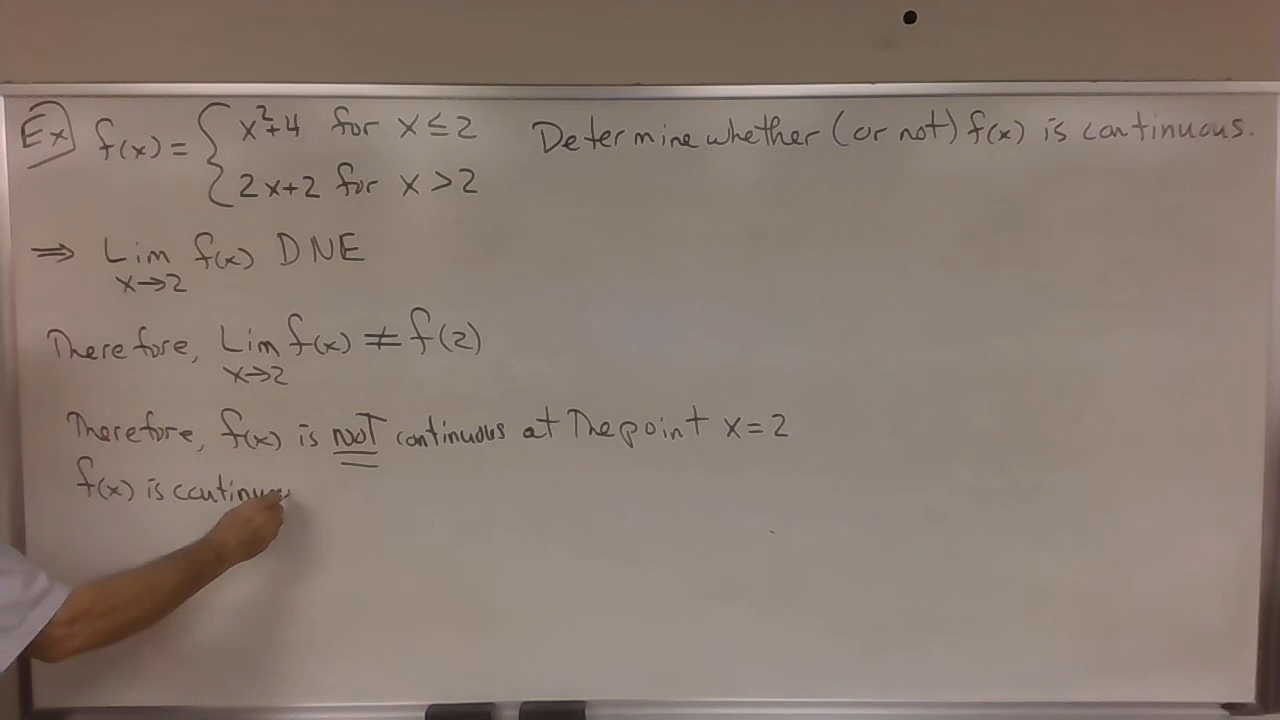 Ex) f(x) = { x²+4 for x ≤ 2 Determine whether (or not) f(x) is continuous.
2x+2 for x > 2
⇒ Lim f(x) DNE
x→2
Therefore, Lim f(x) ≠ f(2)
x→2
Therefore, f(x) is not continuous at the point x = 2
f(x) is continuous